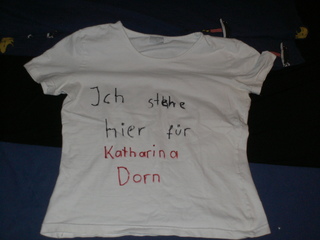 Ich stehe
hier für
Katharina
Dorn